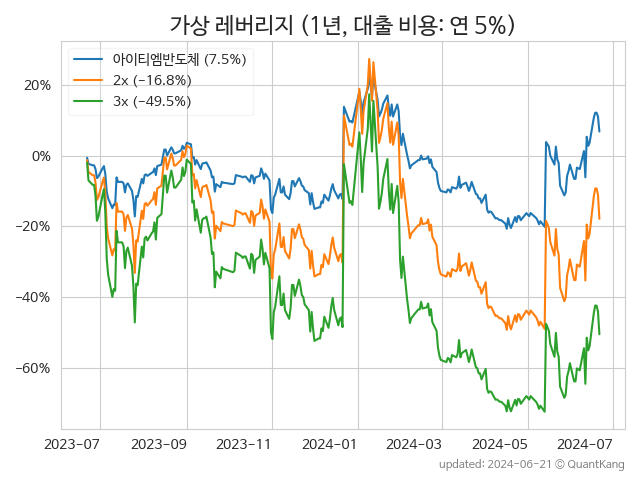 가상 레버리지 (1년, 대출 비용: 연 5%)
아이티엠반도체 (7.5%)
2x (−16.8%)
3x (−49.5%)
20%
0%
−20%
−40%
−60%
2023-07 2023-09 2023-11 2024-01 2024-03 2024-05 2024-07
updated: 2024-06-21 © QuantKang